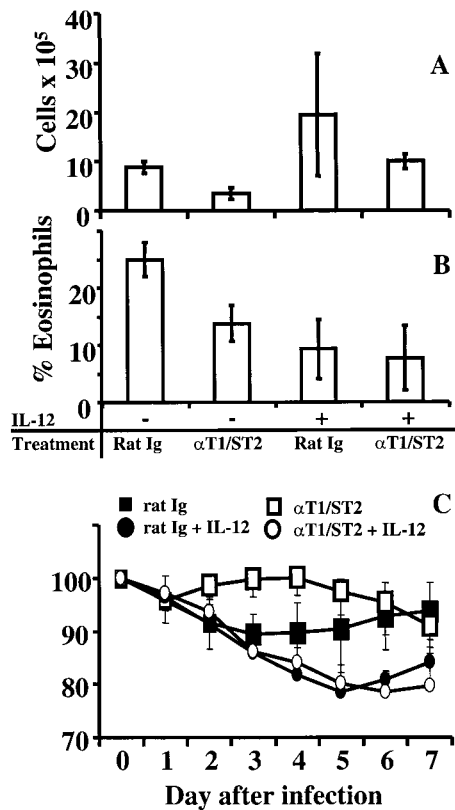 40
30
20
10
0
Cells x 10⁵
A
20
10
0
% Eosinophils
B
IL-12 - - + +
Treatment Rat Ig αT1/ST2 Rat Ig αT1/ST2
rat Ig αT1/ST2
rat Ig + IL-12 αT1/ST2 + IL-12
C
100
90
80
70
0 1 2 3 4 5 6 7
Day after infection